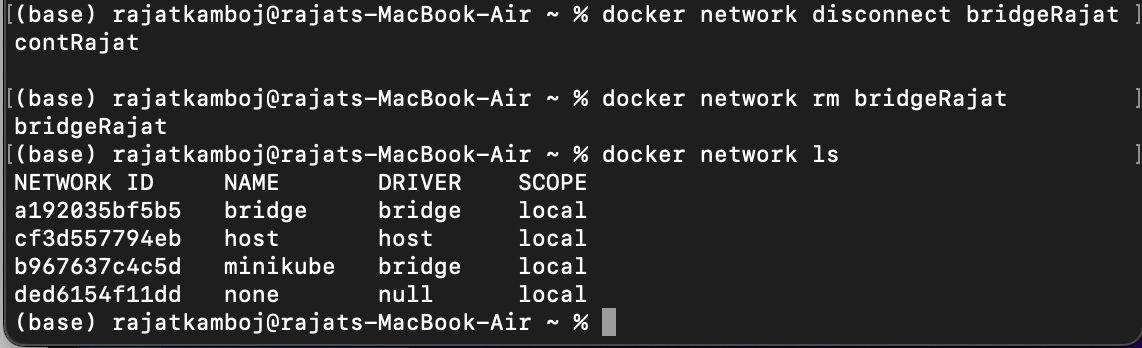 [(base) rajatkamboj@rajats-MacBook-Air ~ % docker network disconnect bridgeRajat ]
contRajat
[(base) rajatkamboj@rajats-MacBook-Air ~ % docker network rm bridgeRajat ]
bridgeRajat
[(base) rajatkamboj@rajats-MacBook-Air ~ % docker network ls ]
NETWORK ID     NAME       DRIVER    SCOPE
a192035bf5b5   bridge     bridge    local
cf3d557794eb   host       host      local
b967637c4c5d   minikube   bridge    local
ded6154f11dd   none       null      local
(base) rajatkamboj@rajats-MacBook-Air ~ %